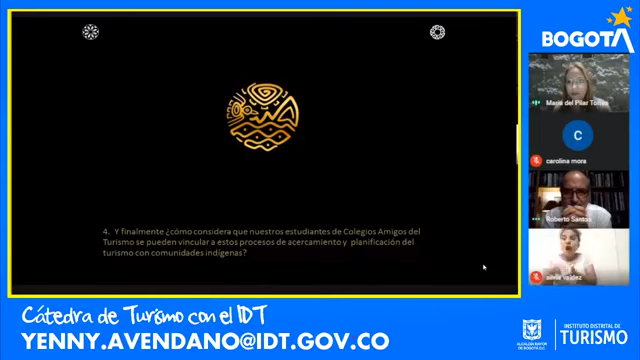 BOGOTÁ
4. Y finalmente ¿cómo considera que nuestros estudiantes de Colegios Amigos del
Turismo se pueden vincular a estos procesos de acercamiento y planificación del
turismo con comunidades indígenas?
María del Pilar
C
carolina mora
Roberto Santos
silvia valdez
Cátedra de Turismo con el IDT
YENNY.AVENDANO@IDT.GOV.CO
ALCALDÍA MAYOR
DE BOGOTÁ D.C.
INSTITUTO DISTRITAL DE
TURISMO